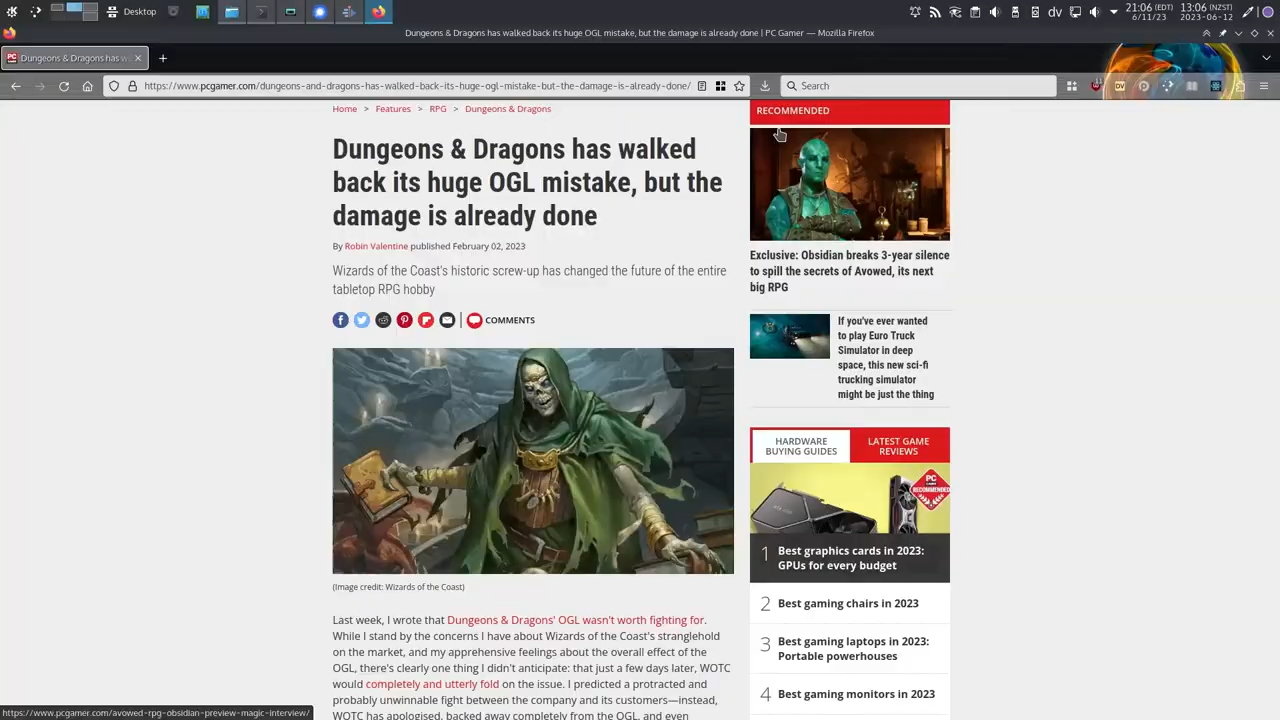 Desktop
dv
21:06 (EDT)
6/11/23
13:06 (NZST)
2023-06-12
Dungeons & Dragons has walked back its huge OGL mistake, but the damage is already done | PC Gamer — Mozilla Firefox
Dungeons & Dragons has w
https://www.pcgamer.com/dungeons-and-dragons-has-walked-back-its-huge-ogl-mistake-but-the-damage-is-already-done/
Search
Home > Features > RPG > Dungeons & Dragons
Dungeons & Dragons has walked
back its huge OGL mistake, but the
damage is already done
By Robin Valentine published February 02, 2023
Wizards of the Coast's historic screw-up has changed the future of the entire
tabletop RPG hobby
COMMENTS
(Image credit: Wizards of the Coast)
Last week, I wrote that Dungeons & Dragons' OGL wasn't worth fighting for.
While I stand by the concerns I have about Wizards of the Coast's stranglehold
on the market, and my apprehensive feelings about the overall effect of the
OGL, there's clearly one thing I didn't anticipate: that just a few days later, WOTC
would completely and utterly fold on the issue. I predicted a protracted and
probably unwinnable fight between the company and its customers—instead,
WOTC has apologised, backed away completely from the OGL, and even
RECOMMENDED
Exclusive: Obsidian breaks 3-year silence
to spill the secrets of Avowed, its next
big RPG
If you've ever wanted
to play Euro Truck
Simulator in deep
space, this new sci-fi
trucking simulator
might be just the thing
HARDWARE
BUYING GUIDES
LATEST GAME
REVIEWS
PC
GAMER
RECOMMENDED
1 Best graphics cards in 2023:
GPUs for every budget
2 Best gaming chairs in 2023
3 Best gaming laptops in 2023:
Portable powerhouses
4 Best gaming monitors in 2023
https://www.pcgamer.com/avowed-rpg-obsidian-preview-magic-interview/